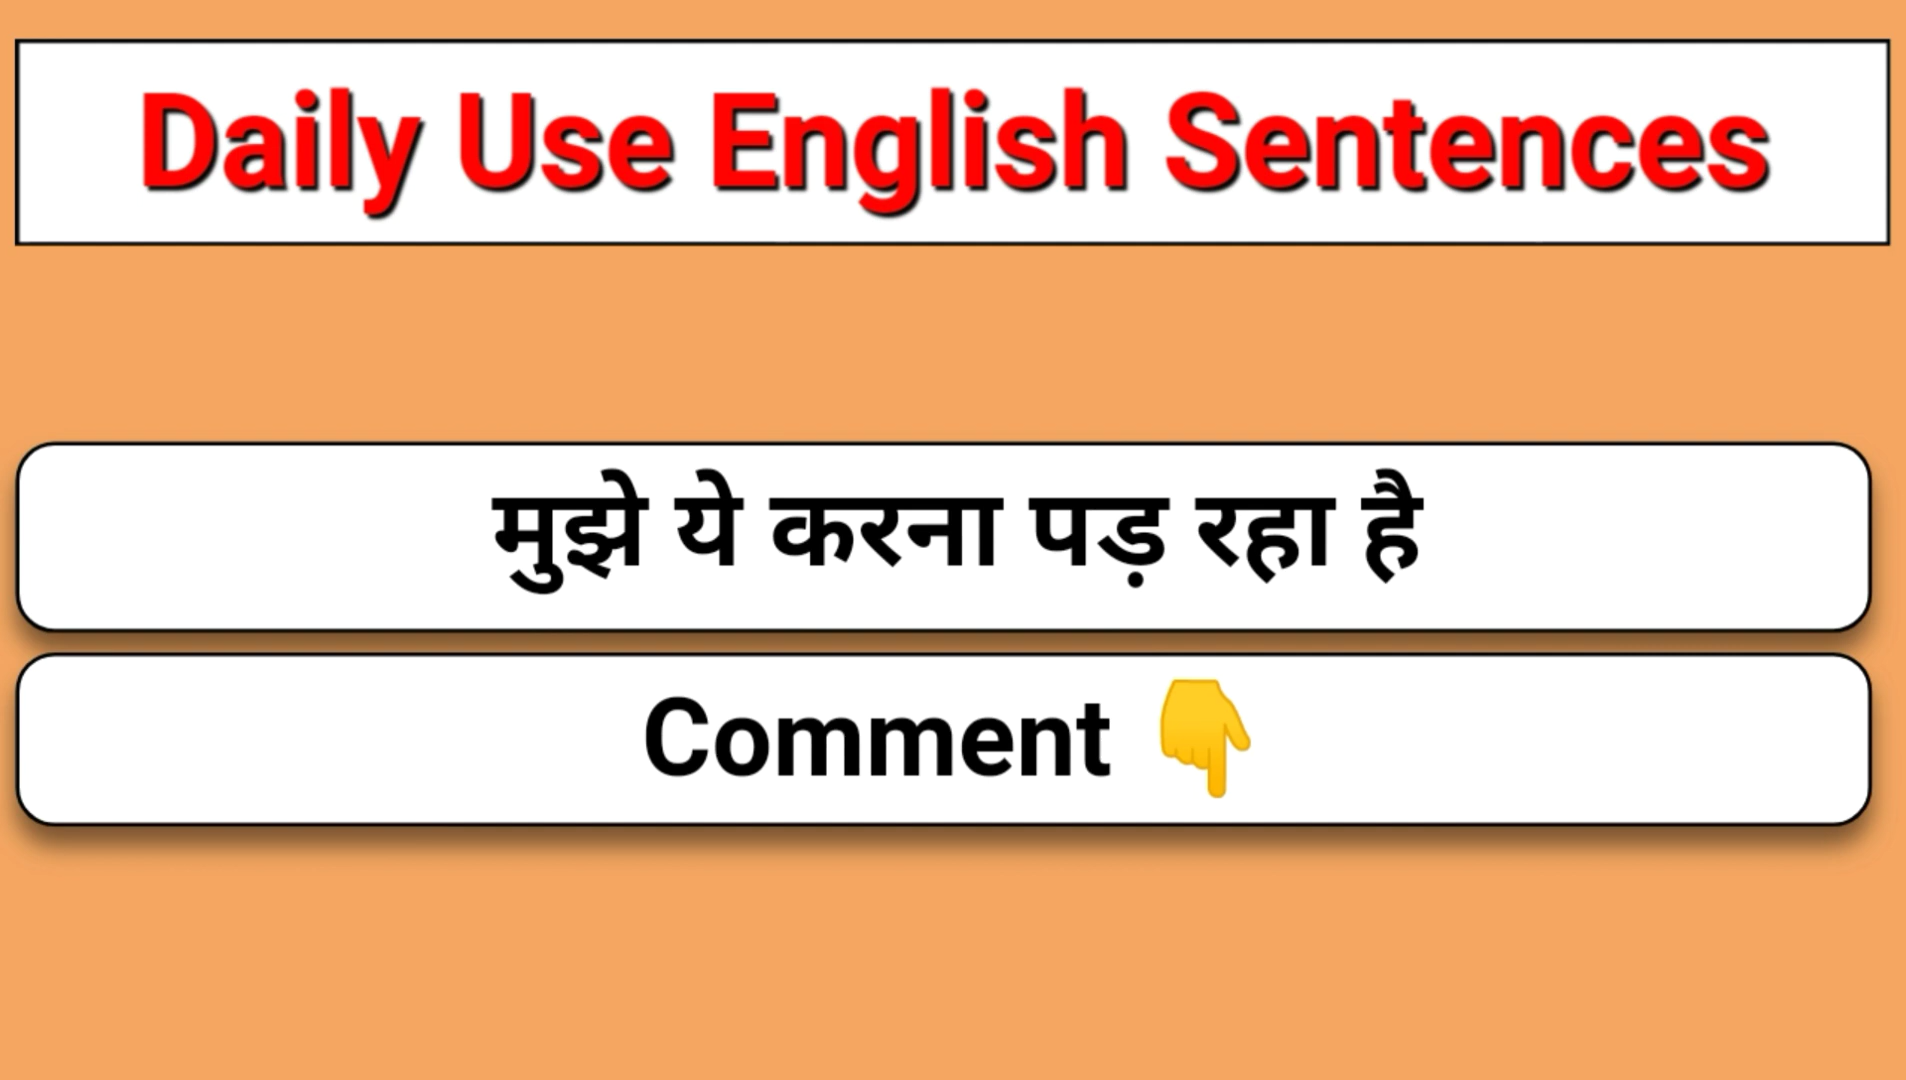 Daily Use English Sentences
मुझे ये करना पड़ रहा है
Comment 👇